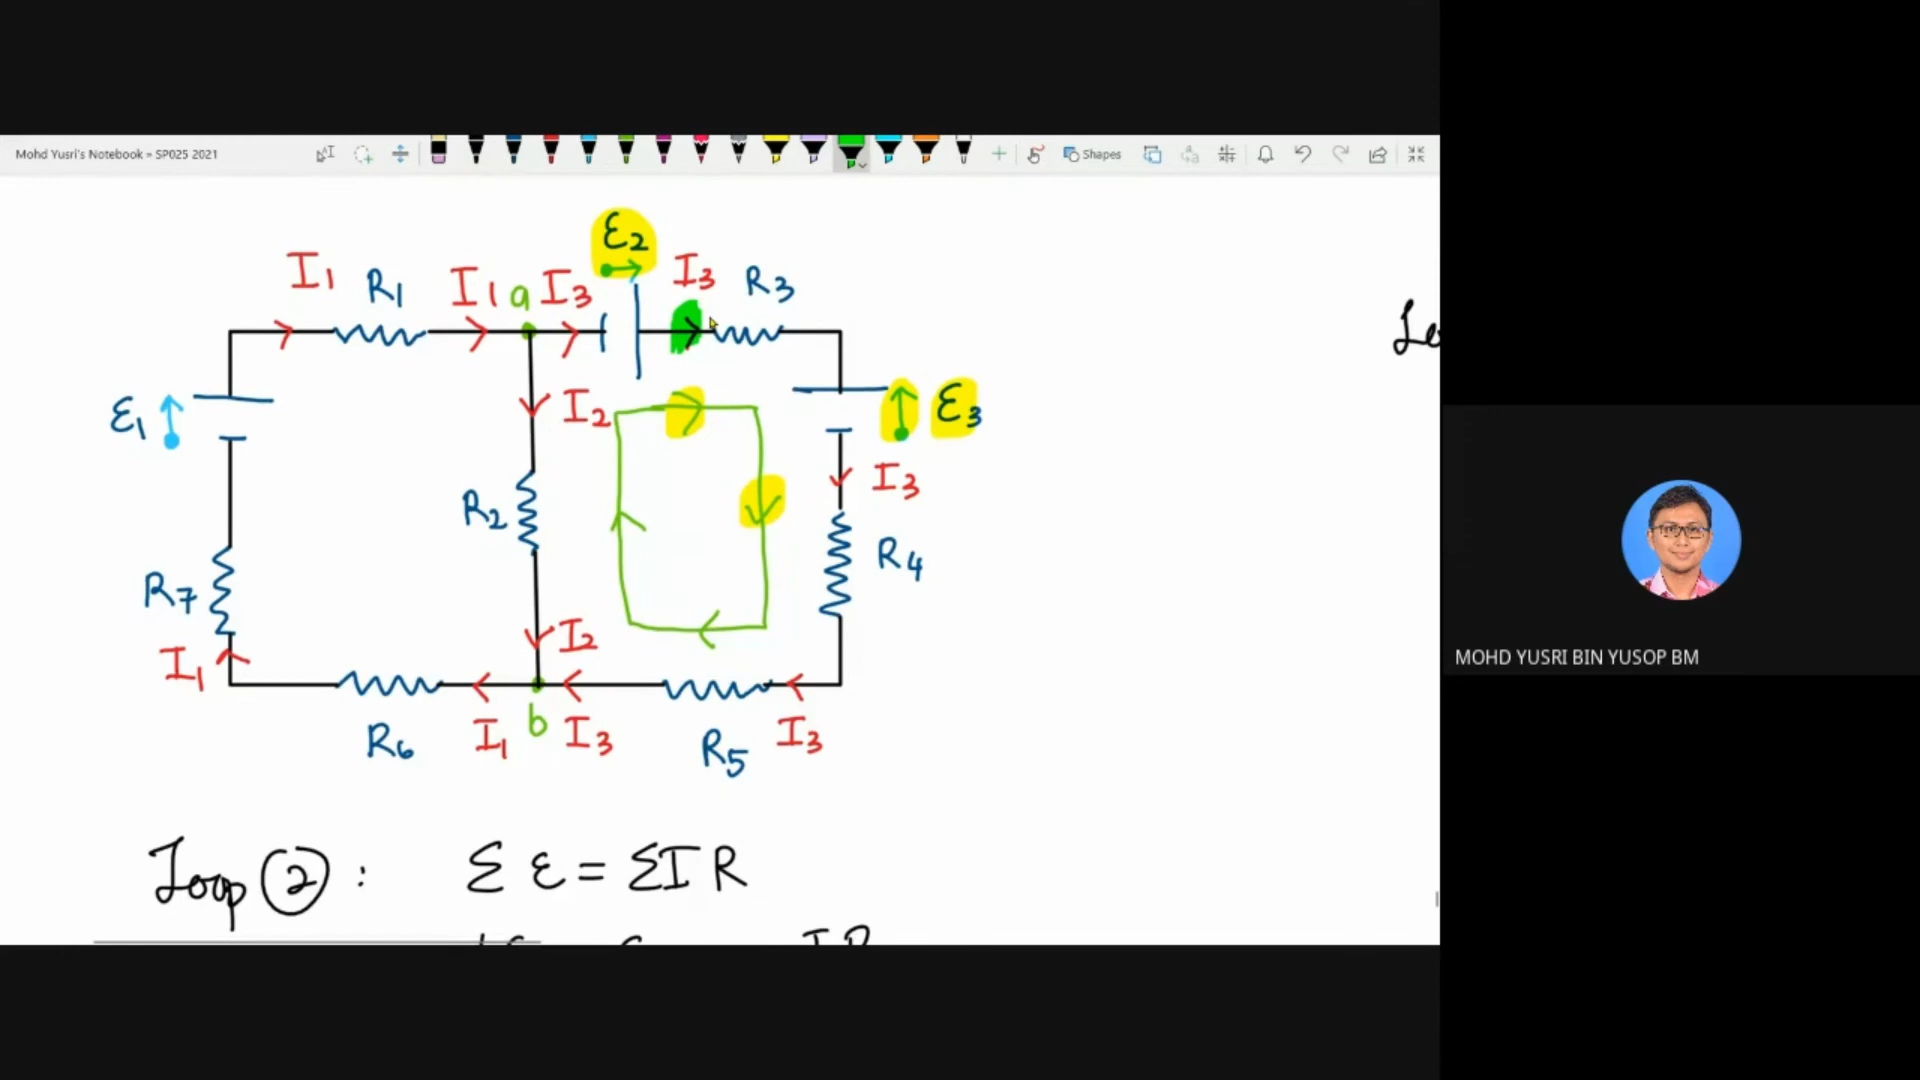 Mohd Yusri's Notebook » SP025 2021
Shapes
ε2
I1 R1 I1 a I3 I3 R3
ε1 I2 ε3
I3
R2 R4
R7
I1 I2
R6 I1 b I3 R5 I3
Loop ② : Σ ε = ΣI R
MOHD YUSRI BIN YUSOP BM